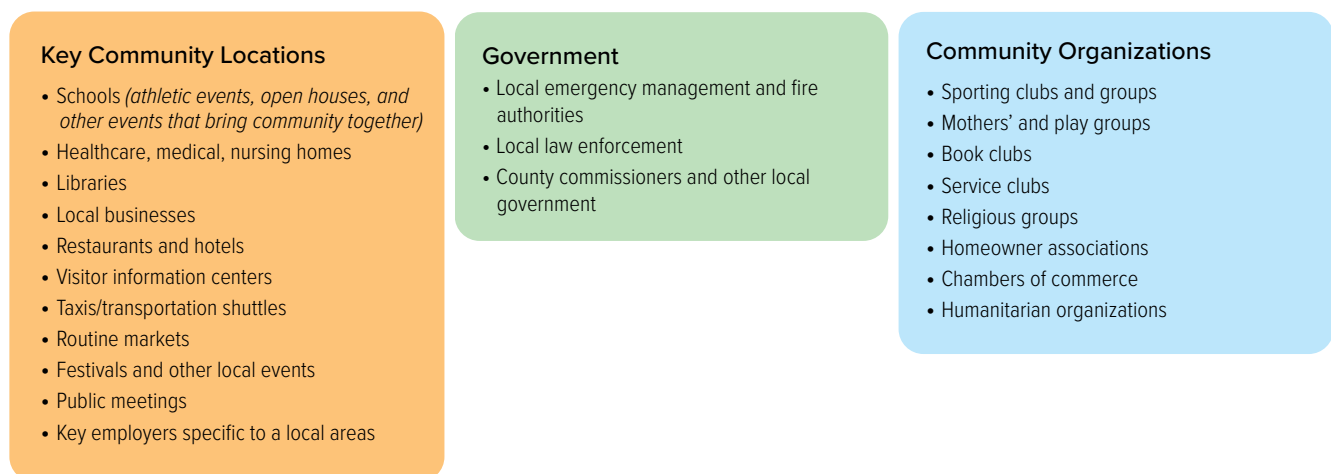 Key Community Locations
• Schools (athletic events, open houses, and
other events that bring community together)
• Healthcare, medical, nursing homes
• Libraries
• Local businesses
• Restaurants and hotels
• Visitor information centers
• Taxis/transportation shuttles
• Routine markets
• Festivals and other local events
• Public meetings
• Key employers specific to a local areas
Government
• Local emergency management and fire
authorities
• Local law enforcement
• County commissioners and other local
government
Community Organizations
• Sporting clubs and groups
• Mothers’ and play groups
• Book clubs
• Service clubs
• Religious groups
• Homeowner associations
• Chambers of commerce
• Humanitarian organizations